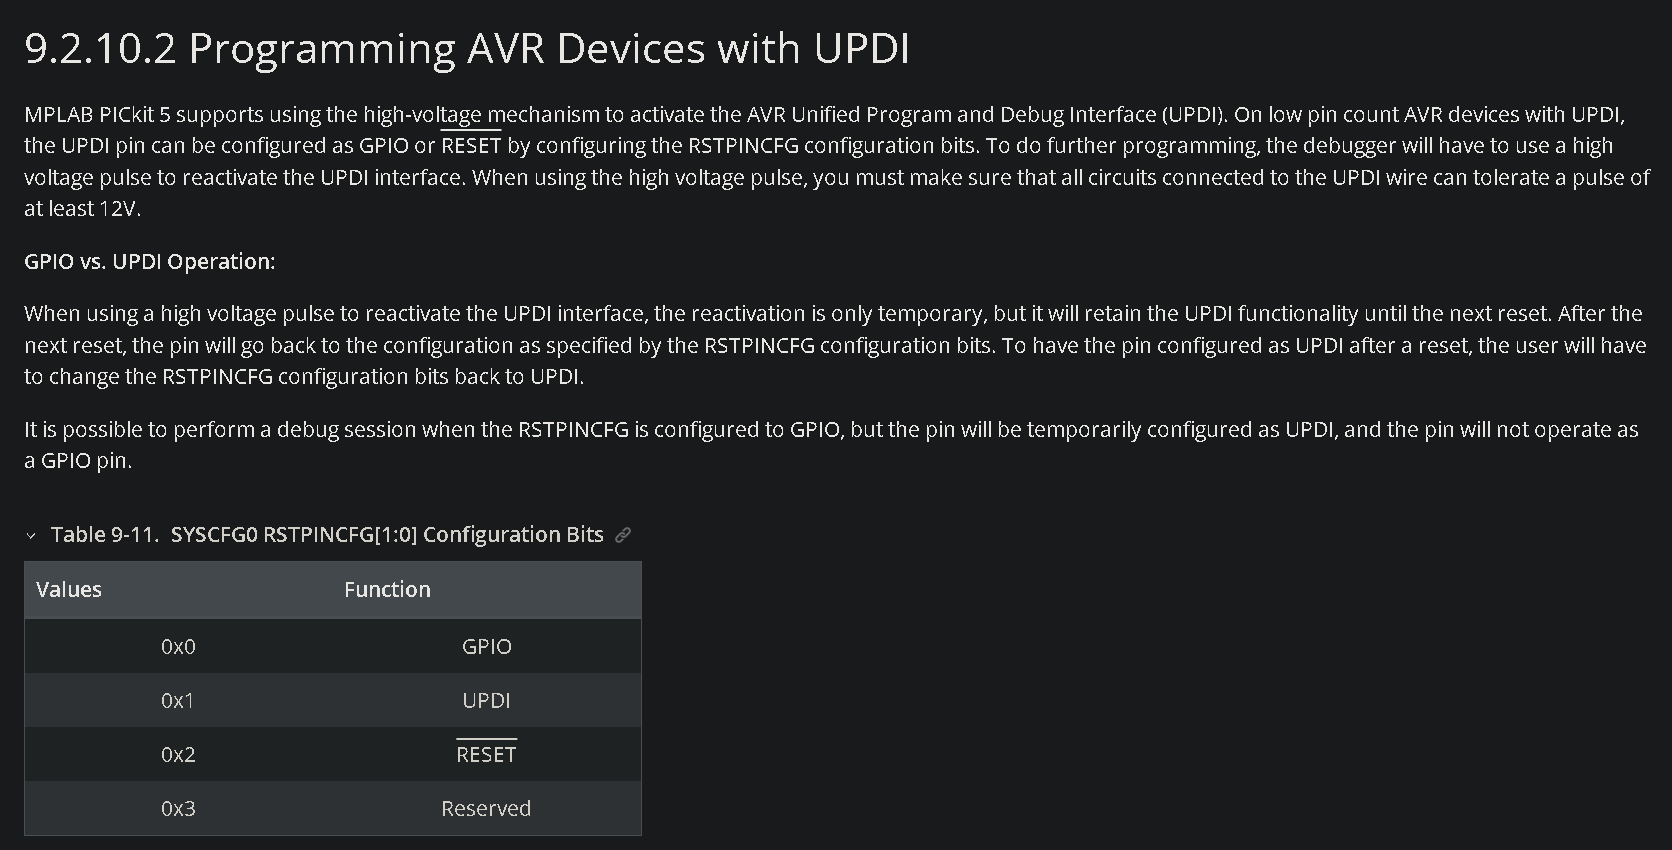 9.2.10.2 Programming AVR Devices with UPDI
MPLAB PICkit 5 supports using the high-voltage mechanism to activate the AVR Unified Program and Debug Interface (UPDI). On low pin count AVR devices with UPDI,
the UPDI pin can be configured as GPIO or RESET by configuring the RSTPINCFG configuration bits. To do further programming, the debugger will have to use a high
voltage pulse to reactivate the UPDI interface. When using the high voltage pulse, you must make sure that all circuits connected to the UPDI wire can tolerate a pulse of
at least 12V.
GPIO vs. UPDI Operation:
When using a high voltage pulse to reactivate the UPDI interface, the reactivation is only temporary, but it will retain the UPDI functionality until the next reset. After the
next reset, the pin will go back to the configuration as specified by the RSTPINCFG configuration bits. To have the pin configured as UPDI after a reset, the user will have
to change the RSTPINCFG configuration bits back to UPDI.
It is possible to perform a debug session when the RSTPINCFG is configured to GPIO, but the pin will be temporarily configured as UPDI, and the pin will not operate as
a GPIO pin.
Table 9-11. SYSCFG0 RSTPINCFG[1:0] Configuration Bits
Values Function
0x0 GPIO
0x1 UPDI
0x2 RESET
0x3 Reserved